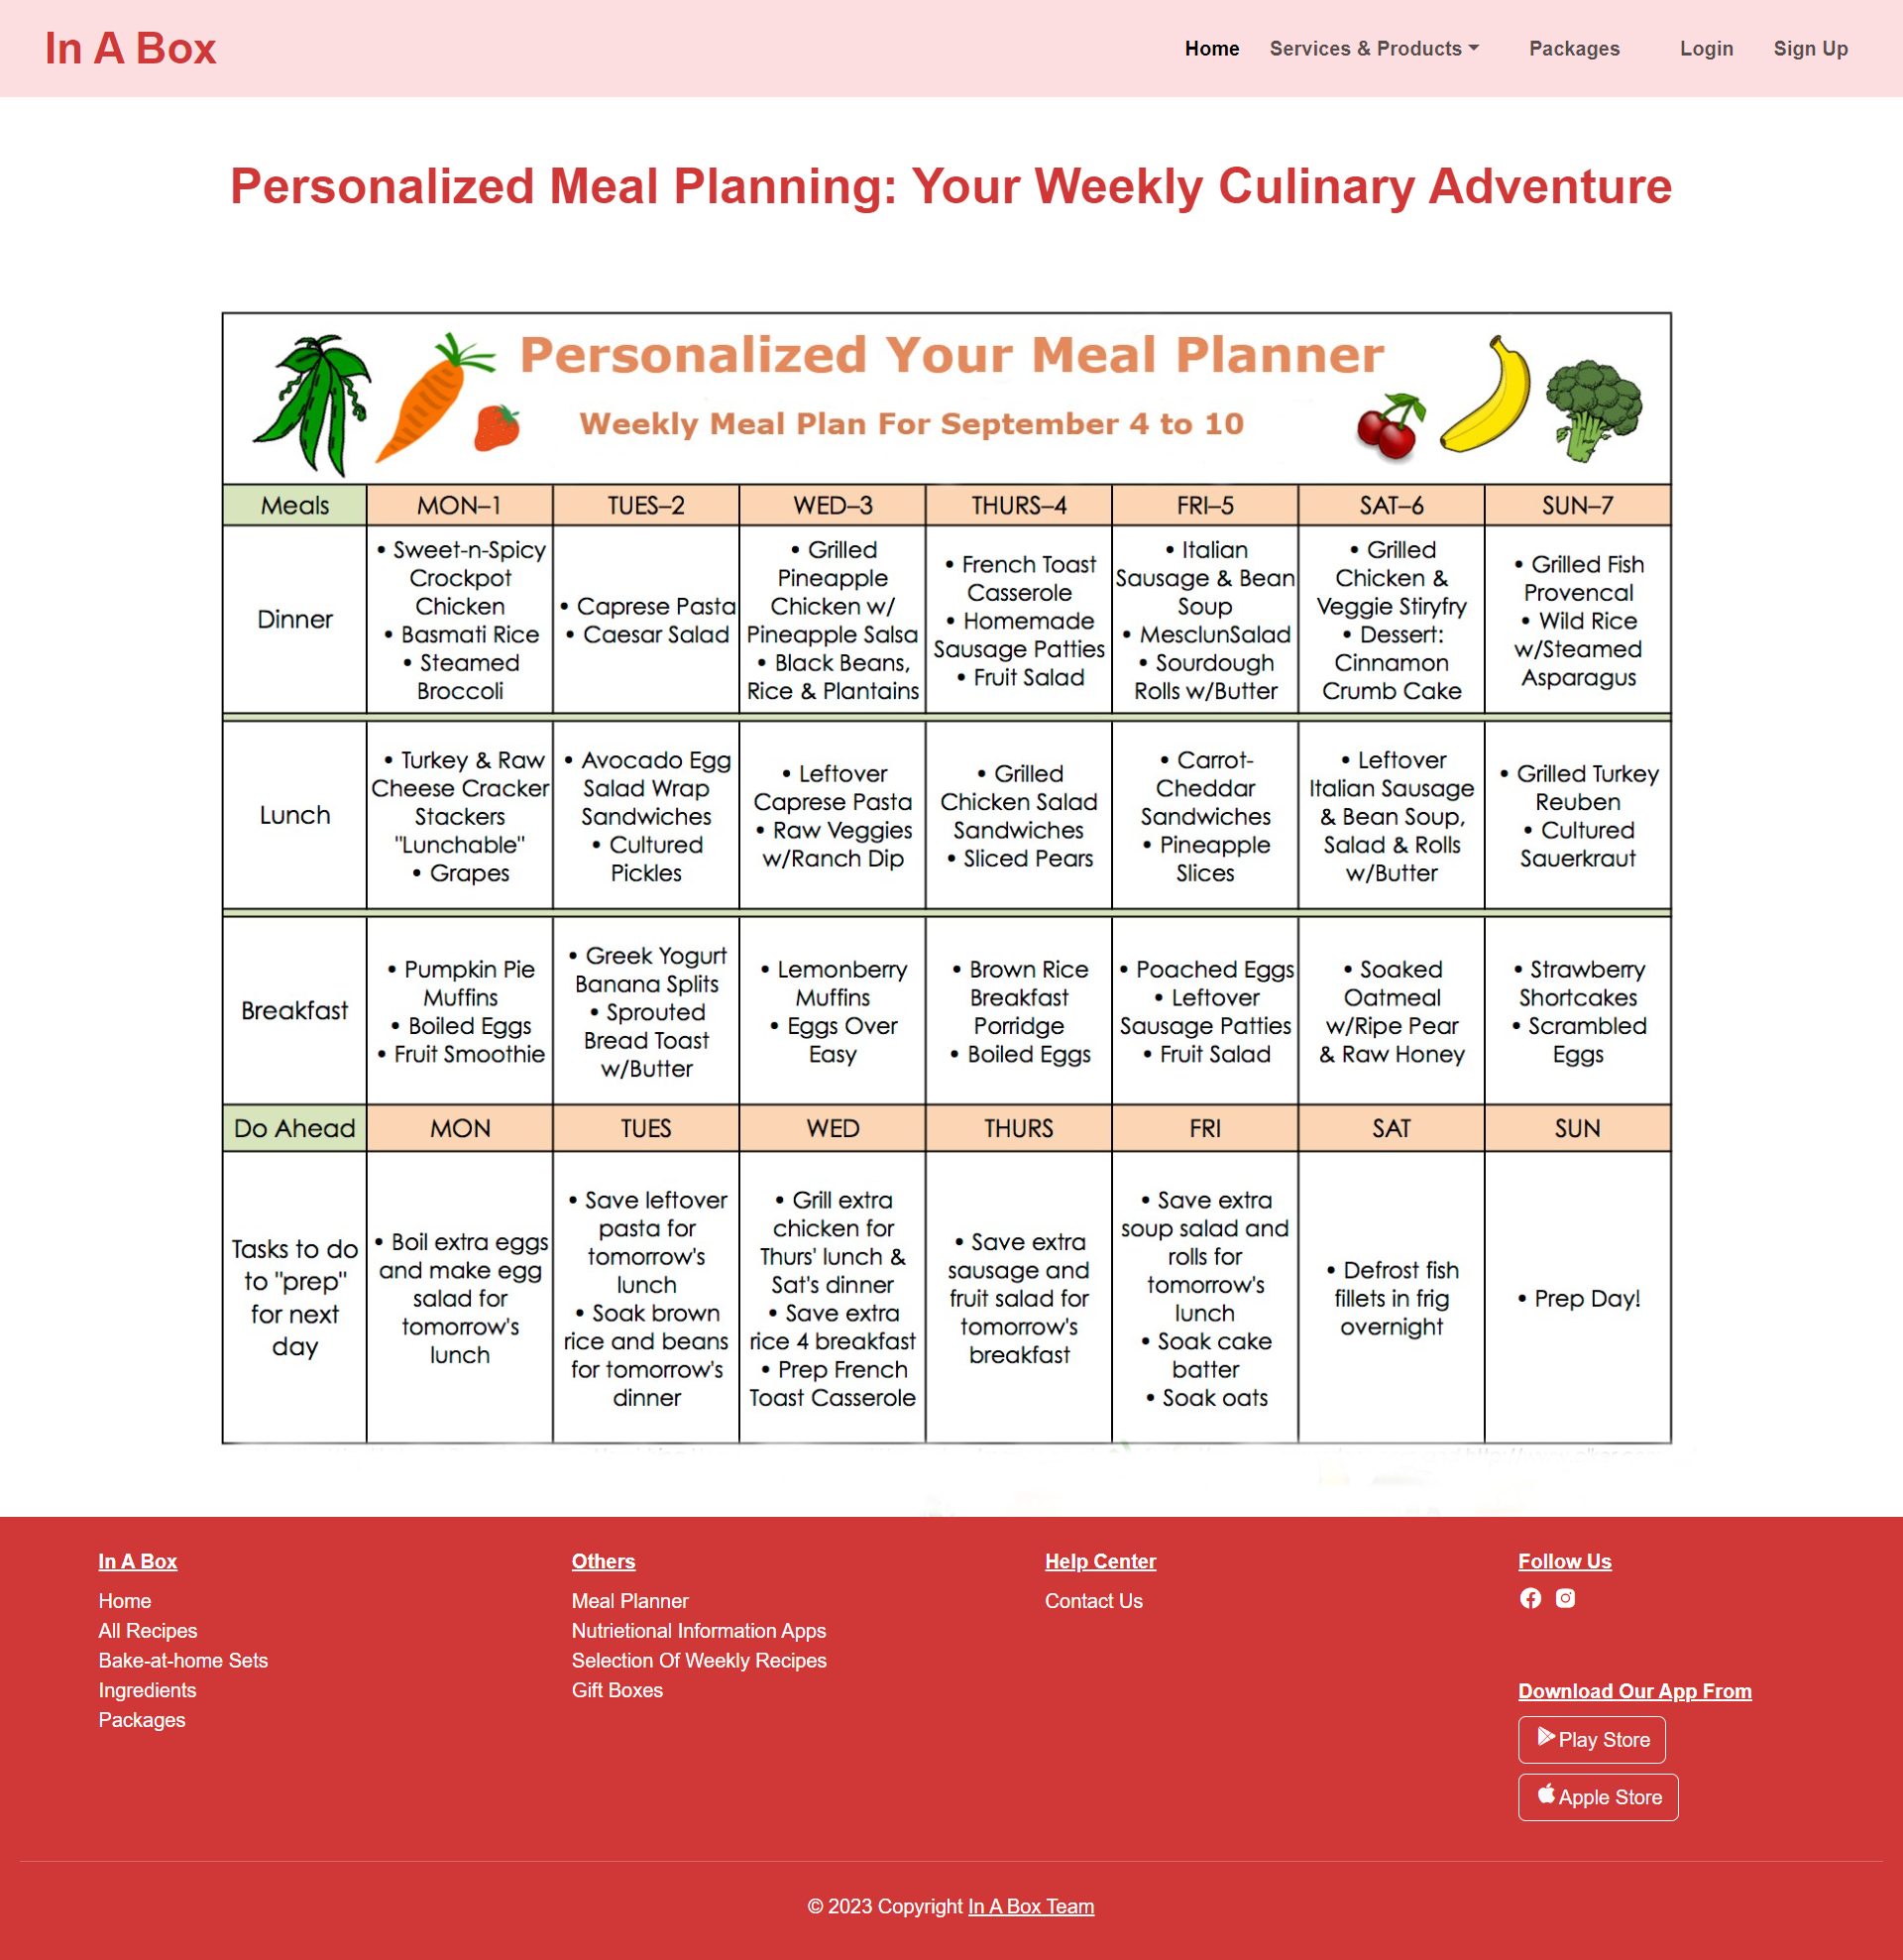 In A Box
Home
Services & Products
Packages
Login
Sign Up
Personalized Meal Planning: Your Weekly Culinary Adventure
Personalized Your Meal Planner
Weekly Meal Plan For September 4 to 10
Meals
MON–1
TUES–2
WED–3
THURS–4
FRI–5
SAT–6
SUN–7
Dinner
• Sweet-n-Spicy
Crockpot
Chicken
• Basmati Rice
• Steamed
Broccoli
• Caprese Pasta
• Caesar Salad
• Grilled
Pineapple
Chicken w/
Pineapple Salsa
• Black Beans,
Rice & Plantains
• French Toast
Casserole
• Homemade
Sausage Patties
• Fruit Salad
• Italian
Sausage & Bean
Soup
• MesclunSalad
• Sourdough
Rolls w/Butter
• Grilled
Chicken &
Veggie Stiryfry
• Dessert:
Cinnamon
Crumb Cake
• Grilled Fish
Provencal
• Wild Rice
w/Steamed
Asparagus
Lunch
• Turkey & Raw
Cheese Cracker
Stackers
"Lunchable"
• Grapes
• Avocado Egg
Salad Wrap
Sandwiches
• Cultured
Pickles
• Leftover
Caprese Pasta
• Raw Veggies
w/Ranch Dip
• Grilled
Chicken Salad
Sandwiches
• Sliced Pears
• Carrot-
Cheddar
Sandwiches
• Pineapple
Slices
• Leftover
Italian Sausage
& Bean Soup,
Salad & Rolls
w/Butter
• Grilled Turkey
Reuben
• Cultured
Sauerkraut
Breakfast
• Pumpkin Pie
Muffins
• Boiled Eggs
• Fruit Smoothie
• Greek Yogurt
Banana Splits
• Sprouted
Bread Toast
w/Butter
• Lemonberry
Muffins
• Eggs Over
Easy
• Brown Rice
Breakfast
Porridge
• Boiled Eggs
• Poached Eggs
• Leftover
Sausage Patties
• Fruit Salad
• Soaked
Oatmeal
w/Ripe Pear
& Raw Honey
• Strawberry
Shortcakes
• Scrambled
Eggs
Do Ahead
MON
TUES
WED
THURS
FRI
SAT
SUN
Tasks to do
to "prep"
for next
day
• Boil extra eggs
and make egg
salad for
tomorrow's
lunch
• Save leftover
pasta for
tomorrow's
lunch
• Soak brown
rice and beans
for tomorrow's
dinner
• Grill extra
chicken for
Thurs' lunch &
Sat's dinner
• Save extra
rice 4 breakfast
• Prep French
Toast Casserole
• Save extra
sausage and
fruit salad for
tomorrow's
breakfast
• Save extra
soup salad and
rolls for
tomorrow's
lunch
• Soak cake
batter
• Soak oats
• Defrost fish
fillets in frig
overnight
• Prep Day!
In A Box
Home
All Recipes
Bake-at-home Sets
Ingredients
Packages
Others
Meal Planner
Nutrietional Information Apps
Selection Of Weekly Recipes
Gift Boxes
Help Center
Contact Us
Follow Us
Download Our App From
Play Store
Apple Store
© 2023 Copyright In A Box Team